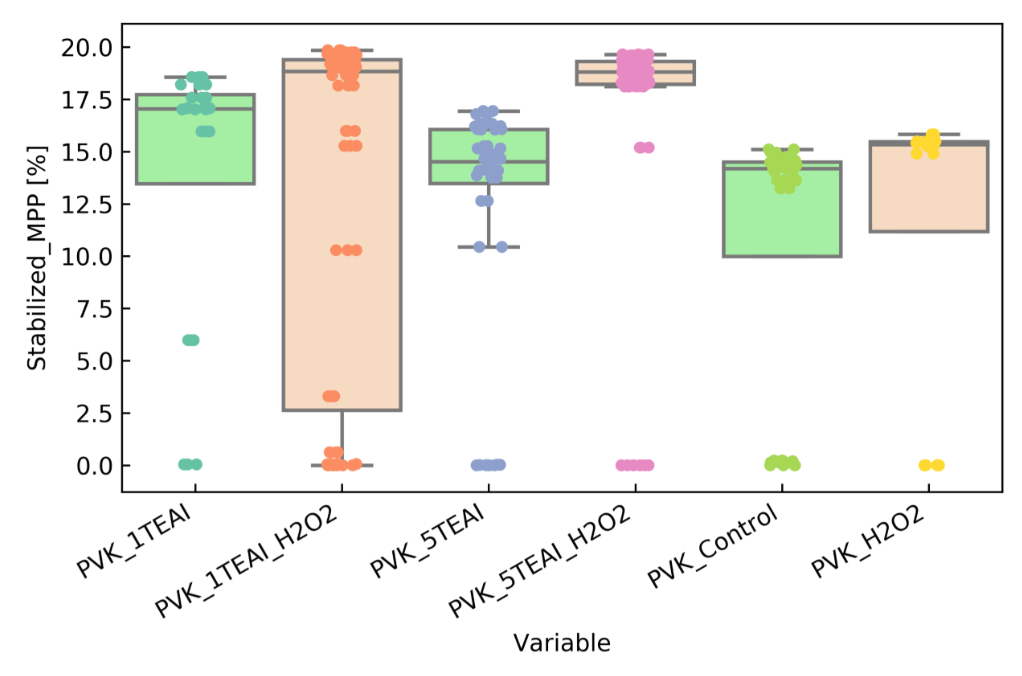 20.0
17.5
15.0
12.5
10.0
7.5
5.0
2.5
0.0
Stabilized_MPP [%]
PVK_1TEAI
PVK_1TEAI_H2O2
PVK_5TEAI
PVK_5TEAI_H2O2
PVK_Control
PVK_H2O2
Variable